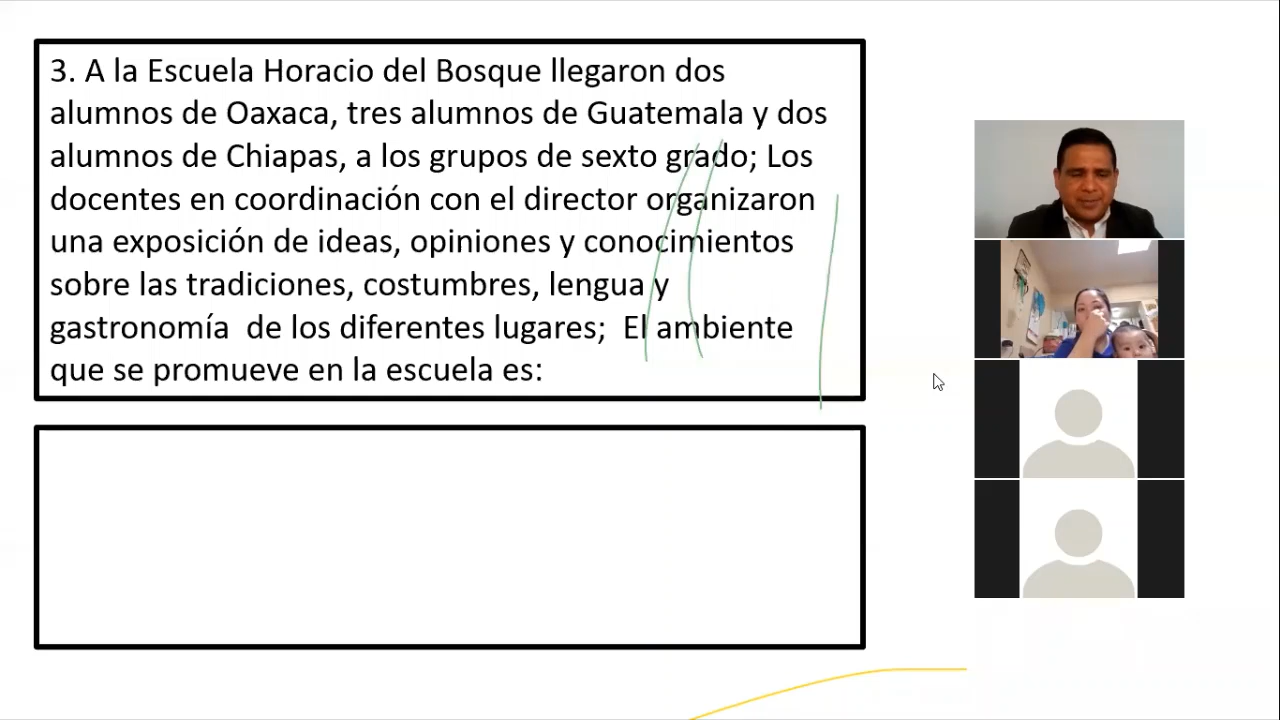 3. A la Escuela Horacio del Bosque llegaron dos
alumnos de Oaxaca, tres alumnos de Guatemala y dos
alumnos de Chiapas, a los grupos de sexto grado; Los
docentes en coordinación con el director organizaron
una exposición de ideas, opiniones y conocimientos
sobre las tradiciones, costumbres, lengua y
gastronomía  de los diferentes lugares;  El ambiente
que se promueve en la escuela es: